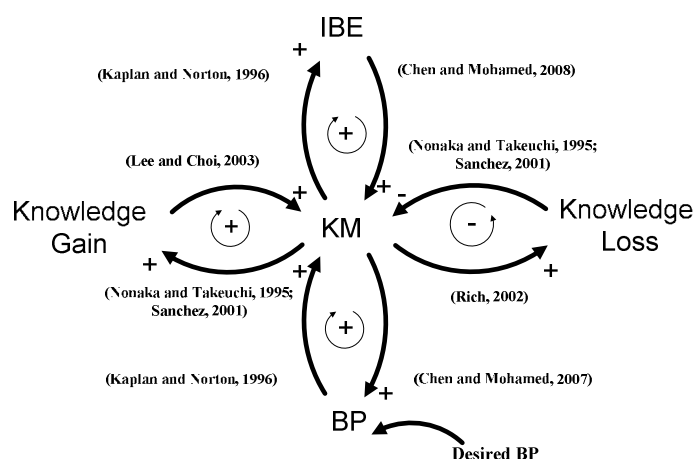 IBE
+
(Kaplan and Norton, 1996)
(Chen and Mohamed, 2008)
+
(Lee and Choi, 2003)
(Nonaka and Takeuchi, 1995;
Sanchez, 2001)
+
+
-
Knowledge
Gain
+
KM
-
Knowledge
Loss
+
+
+
(Nonaka and Takeuchi, 1995;
Sanchez, 2001)
(Rich, 2002)
+
(Kaplan and Norton, 1996)
(Chen and Mohamed, 2007)
+
BP
Desired BP